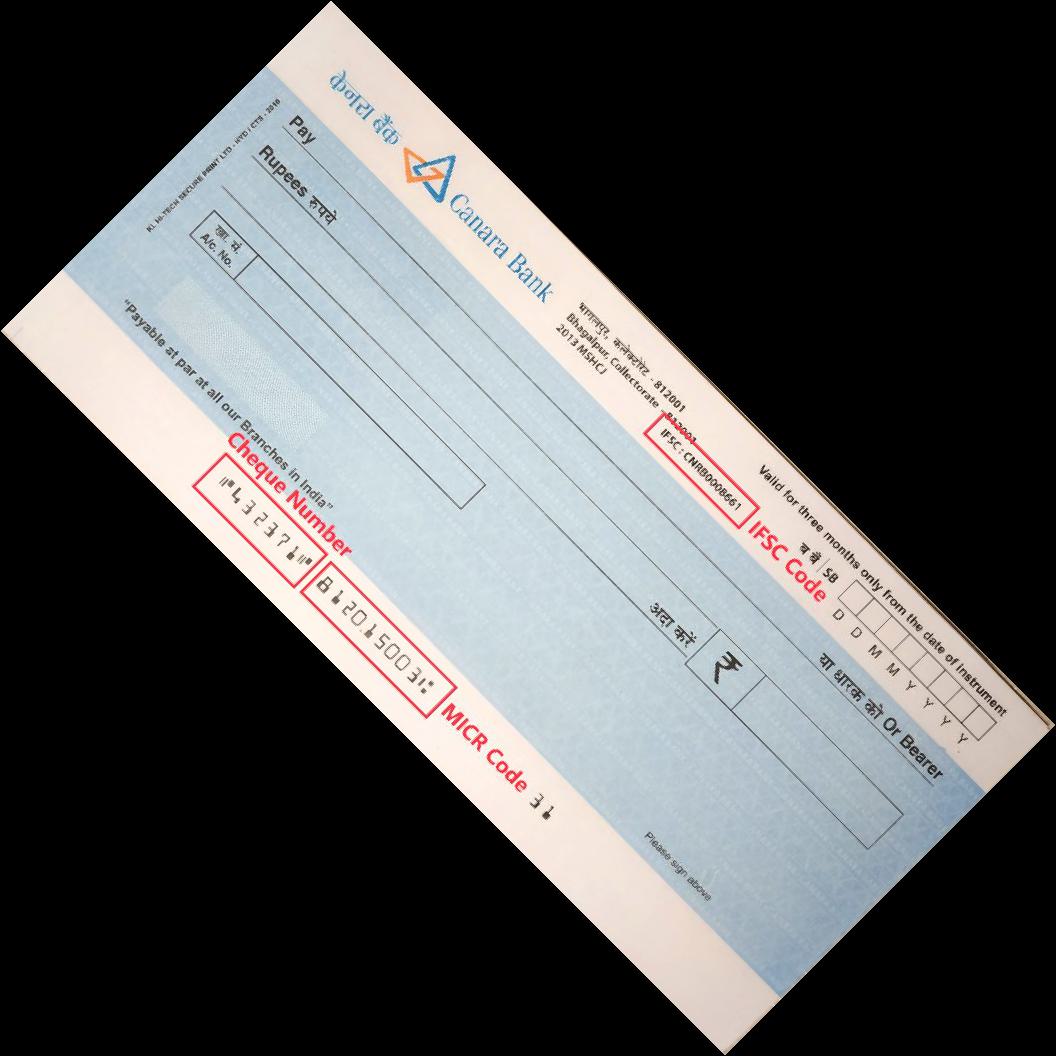 केनरा बैंक Canara Bank
भागलपुर, कलेक्टोरेट - 812001
Bhagalpur, Collectorate - 812001
2013 MSHCJ
IFSC : CNRB0008661
IFSC Code
Valid for three months only from the date of instrument
ब खै | SB
D D M M Y Y Y Y
Pay
या धारक को Or Bearer
Rupees रुपये
अदा करें
₹
खा. सं.
A/c. No.
KL HI-TECH SECURE PRINT LTD - HYD / CTS - 2010
"Payable at par at all our Branches in India"
Please sign above
Cheque Number
⑈432371⑈ 812015003⑆ 31
MICR Code